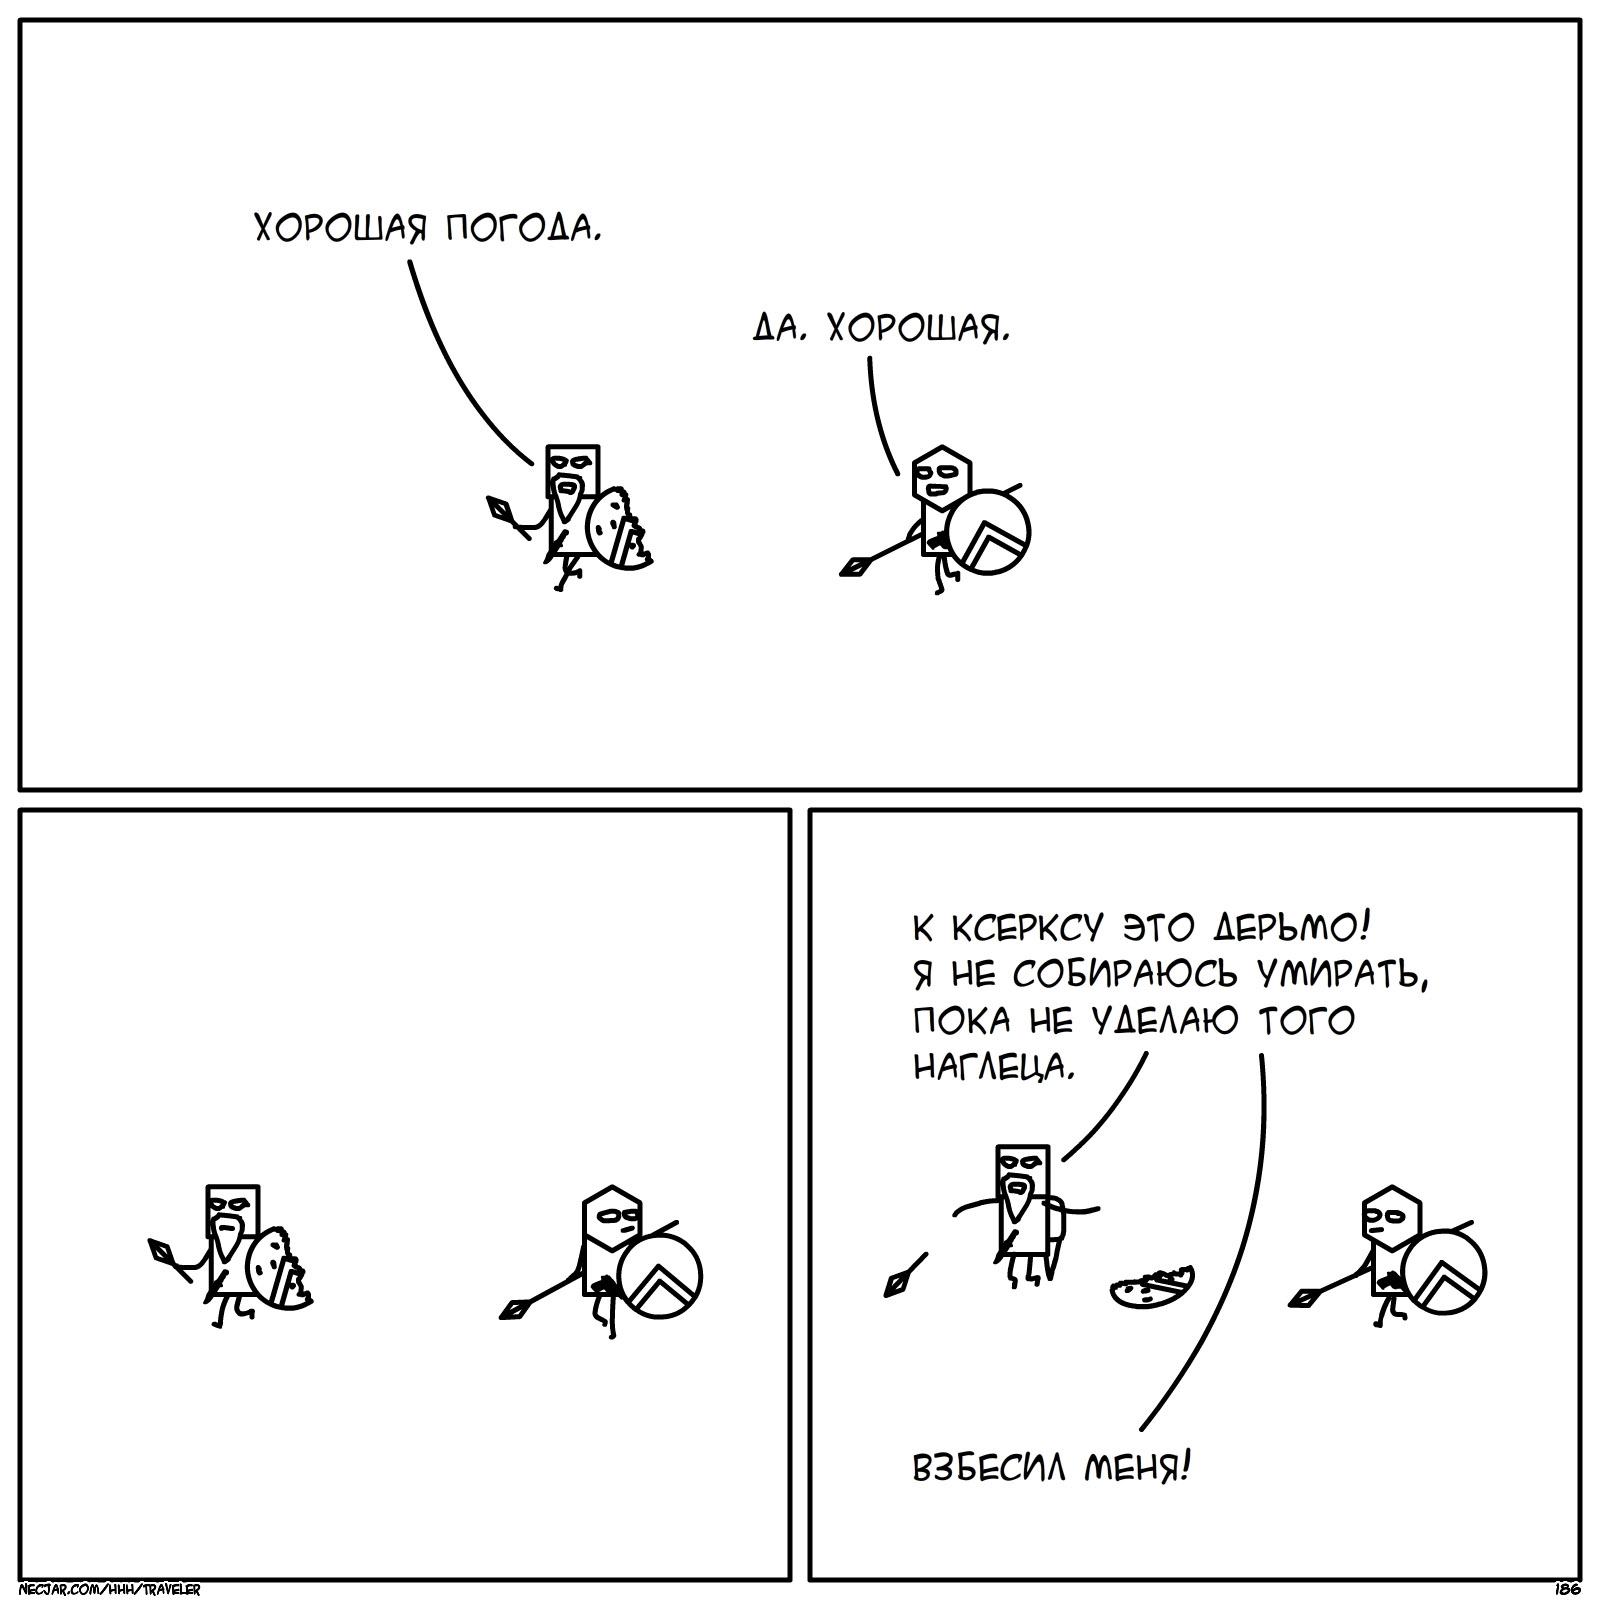 ХОРОШАЯ ПОГОДА.
ДА. ХОРОШАЯ.
К КСЕРКСУ ЭТО ДЕРЬМО!
Я НЕ СОБИРАЮСЬ УМИРАТЬ,
ПОКА НЕ УДЕЛАЮ ТОГО
НАГЛЕЦА.
ВЗБЕСИЛ МЕНЯ!
NECJAR.COM/HHH/TRAVELER
186